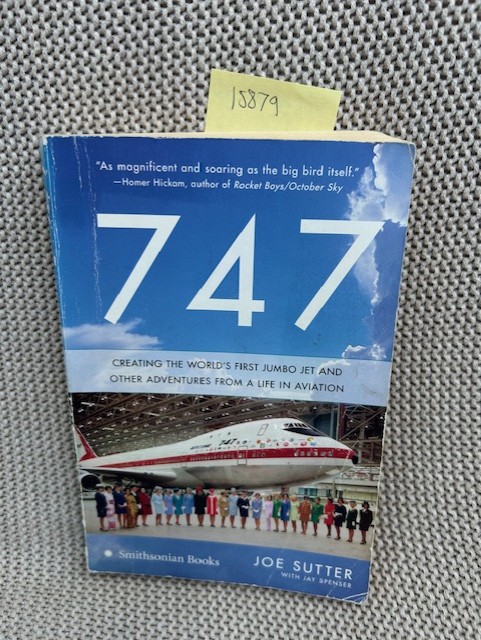 15879
"As magnificent and soaring as the big bird itself."
—Homer Hickam, author of Rocket Boys/October Sky
747
CREATING THE WORLD'S FIRST JUMBO JET AND
OTHER ADVENTURES FROM A LIFE IN AVIATION
747
Smithsonian Books
JOE SUTTER
WITH JAY SPENSER